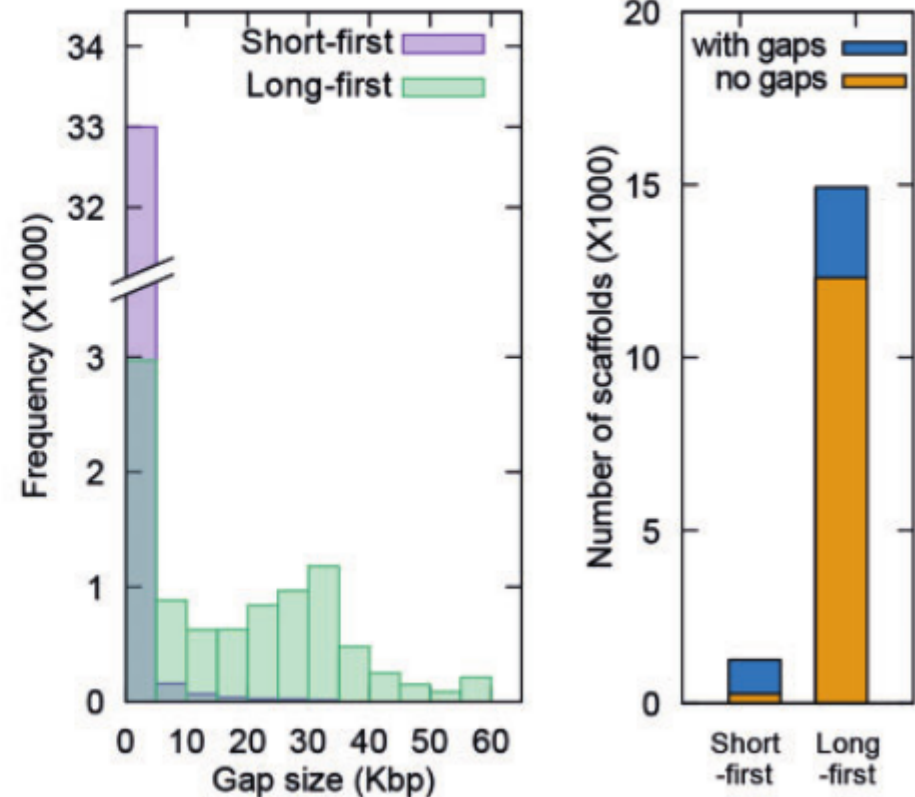 Short-first
Long-first
34
33
32
3
2
1
0
Frequency (X1000)
0 10 20 30 40 50 60
Gap size (Kbp)
with gaps
no gaps
20
15
10
5
0
Number of scaffolds (X1000)
Short
-first
Long
-first